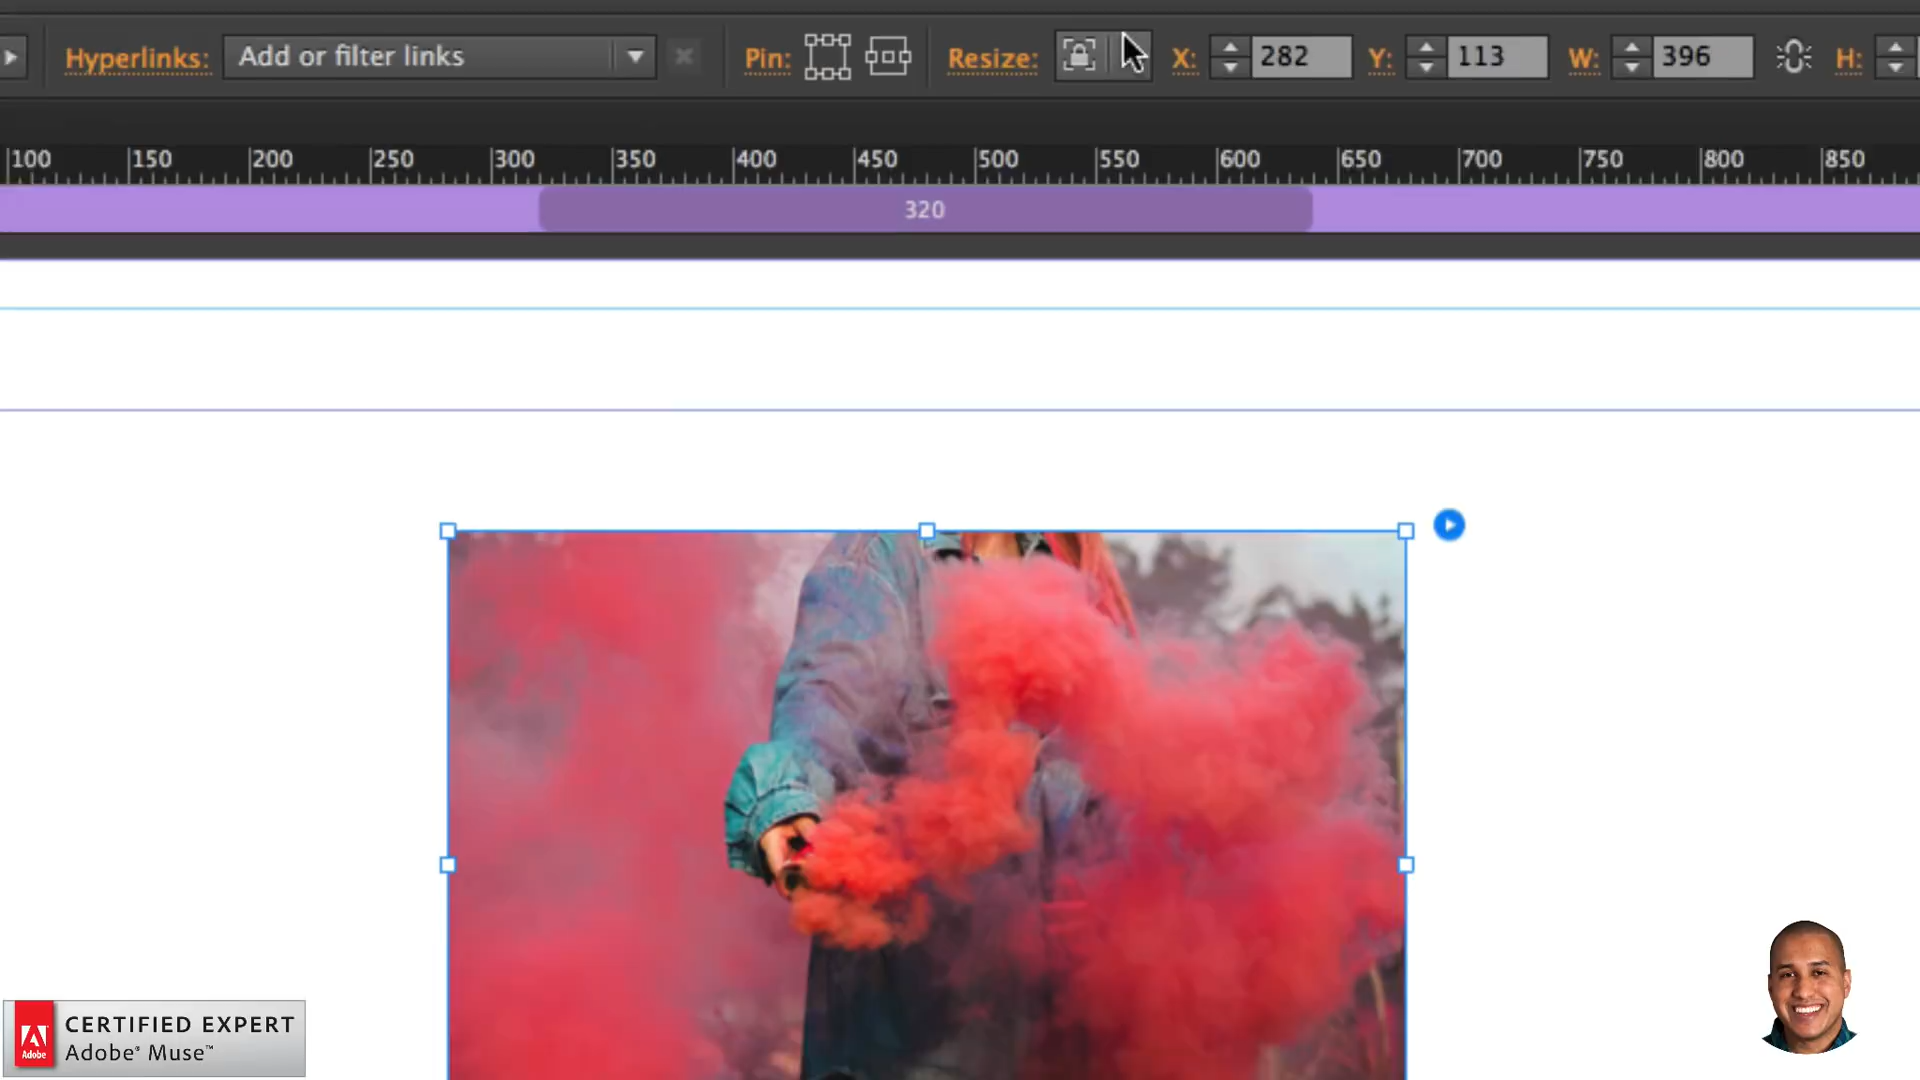 Hyperlinks: Add or filter links Pin: Resize: X: 282 Y: 113 W: 396 H:
100 150 200 250 300 350 400 450 500 550 600 650 700 750 800 850
320
CERTIFIED EXPERT
Adobe® Muse™
Adobe